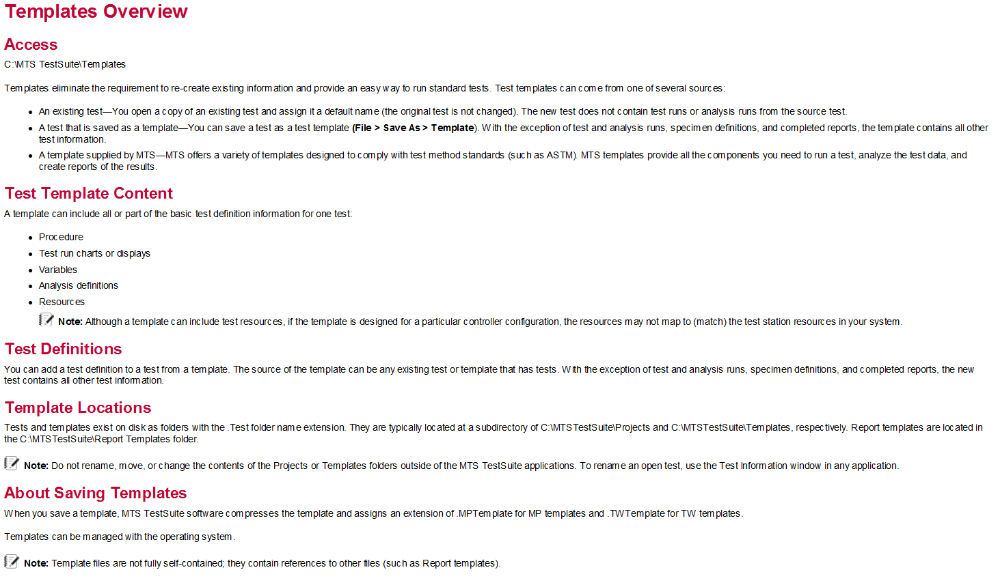 Templates Overview
Access
C:\MTS TestSuite\Templates
Templates eliminate the requirement to re-create existing information and provide an easy way to run standard tests. Test templates can come from one of several sources:
• An existing test—You open a copy of an existing test and assign it a default name (the original test is not changed). The new test does not contain test runs or analysis runs from the source test.
• A test that is saved as a template—You can save a test as a test template (File > Save As > Template). With the exception of test and analysis runs, specimen definitions, and completed reports, the template contains all other
test information.
• A template supplied by MTS—MTS offers a variety of templates designed to comply with test method standards (such as ASTM). MTS templates provide all the components you need to run a test, analyze the test data, and
create reports of the results.
Test Template Content
A template can include all or part of the basic test definition information for one test:
• Procedure
• Test run charts or displays
• Variables
• Analysis definitions
• Resources
Note: Although a template can include test resources, if the template is designed for a particular controller configuration, the resources may not map to (match) the test station resources in your system.
Test Definitions
You can add a test definition to a test from a template. The source of the template can be any existing test or template that has tests. With the exception of test and analysis runs, specimen definitions, and completed reports, the new
test contains all other test information.
Template Locations
Tests and templates exist on disk as folders with the .Test folder name extension. They are typically located at a subdirectory of C:\MTS TestSuite\Projects and C:\MTS TestSuite\Templates, respectively. Report templates are located in
the C:\MTS TestSuite\Report Templates folder.
Note: Do not rename, move, or change the contents of the Projects or Templates folders outside of the MTS TestSuite applications. To rename an open test, use the Test Information window in any application.
About Saving Templates
When you save a template, MTS TestSuite software compresses the template and assigns an extension of .MPTemplate for MP templates and .TWTemplate for TW templates.
Templates can be managed with the operating system.
Note: Template files are not fully self-contained; they contain references to other files (such as Report templates).